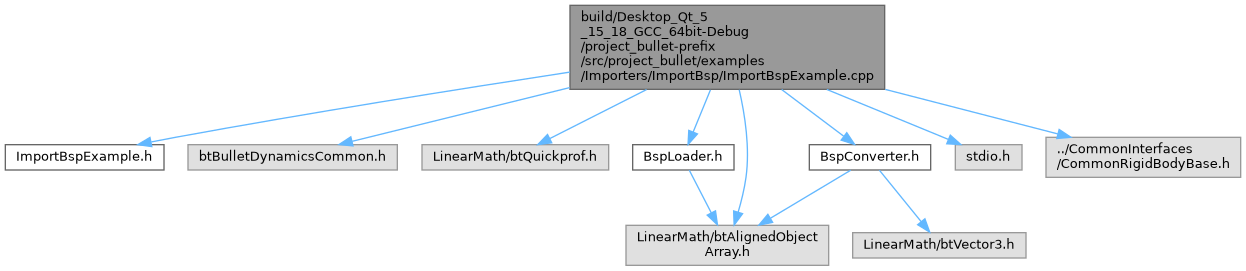 build/Desktop_Qt_5
_15_18_GCC_64bit-Debug
/project_bullet-prefix
/src/project_bullet/examples
/Importers/ImportBsp/ImportBspExample.cpp
ImportBspExample.h
btBulletDynamicsCommon.h
LinearMath/btQuickprof.h
BspLoader.h
BspConverter.h
stdio.h
../CommonInterfaces
/CommonRigidBodyBase.h
LinearMath/btAlignedObject
Array.h
LinearMath/btVector3.h